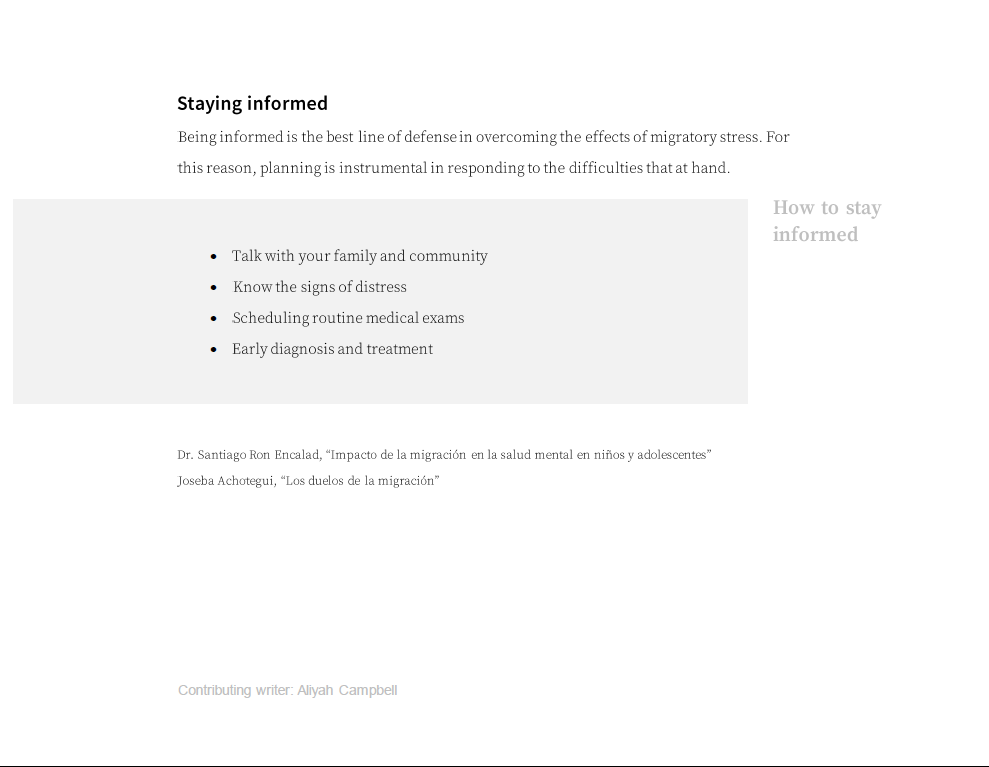 Staying informed
Being informed is the best line of defense in overcoming the effects of migratory stress. For
this reason, planning is instrumental in responding to the difficulties that at hand.
How to stay
informed
• Talk with your family and community
• Know the signs of distress
• Scheduling routine medical exams
• Early diagnosis and treatment
Dr. Santiago Ron Encalad, “Impacto de la migración en la salud mental en niños y adolescentes”
Joseba Achotegui, “Los duelos de la migración”
Contributing writer: Aliyah Campbell